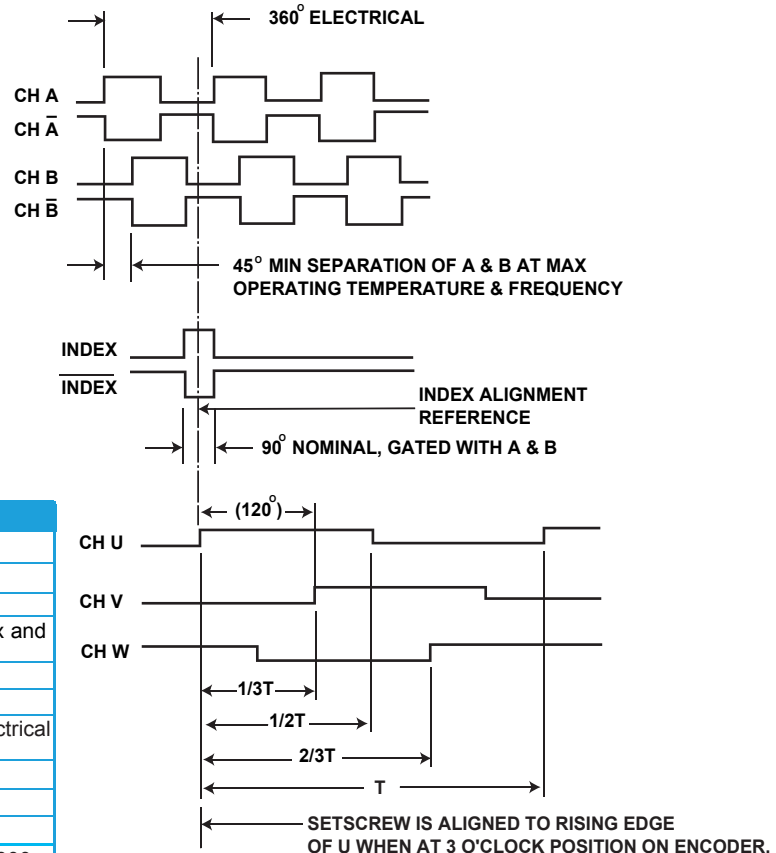 360° ELECTRICAL
CH A
CH A̅
CH B
CH B̅
45° MIN SEPARATION OF A & B AT MAX
OPERATING TEMPERATURE & FREQUENCY
INDEX
I̅N̅D̅E̅X̅
INDEX ALIGNMENT
REFERENCE
90° NOMINAL, GATED WITH A & B
(120°)
CH U
CH V
x and
CH W
1/3T
ctrical
1/2T
2/3T
T
SETSCREW IS ALIGNED TO RISING EDGE
OF U WHEN AT 3 O'CLOCK POSITION ON ENCODER.